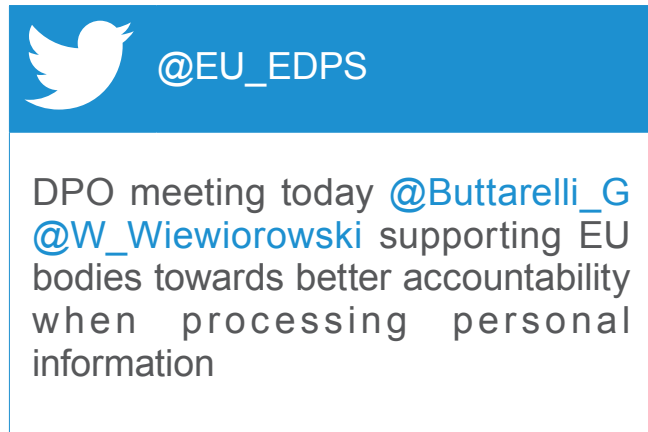 @EU_EDPS
DPO meeting today @Buttarelli_G
@W_Wiewiorowski supporting EU
bodies towards better accountability
when processing personal
information